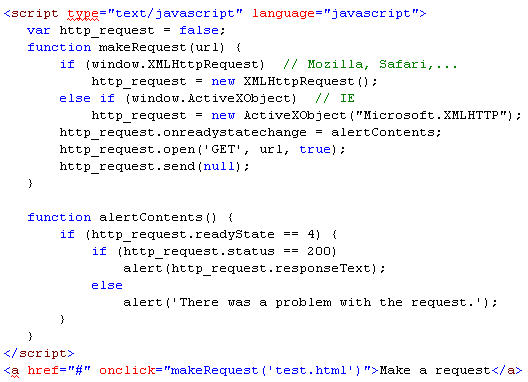 <script type="text/javascript" language="javascript">
var http_request = false;
function makeRequest(url) {
if (window.XMLHttpRequest) // Mozilla, Safari,...
http_request = new XMLHttpRequest();
else if (window.ActiveXObject) // IE
http_request = new ActiveXObject("Microsoft.XMLHTTP");
http_request.onreadystatechange = alertContents;
http_request.open('GET', url, true);
http_request.send(null);
}
function alertContents() {
if (http_request.readyState == 4) {
if (http_request.status == 200)
alert(http_request.responseText);
else
alert('There was a problem with the request.');
}
}
</script>
<a href="#" onclick="makeRequest('test.html')">Make a request</a>